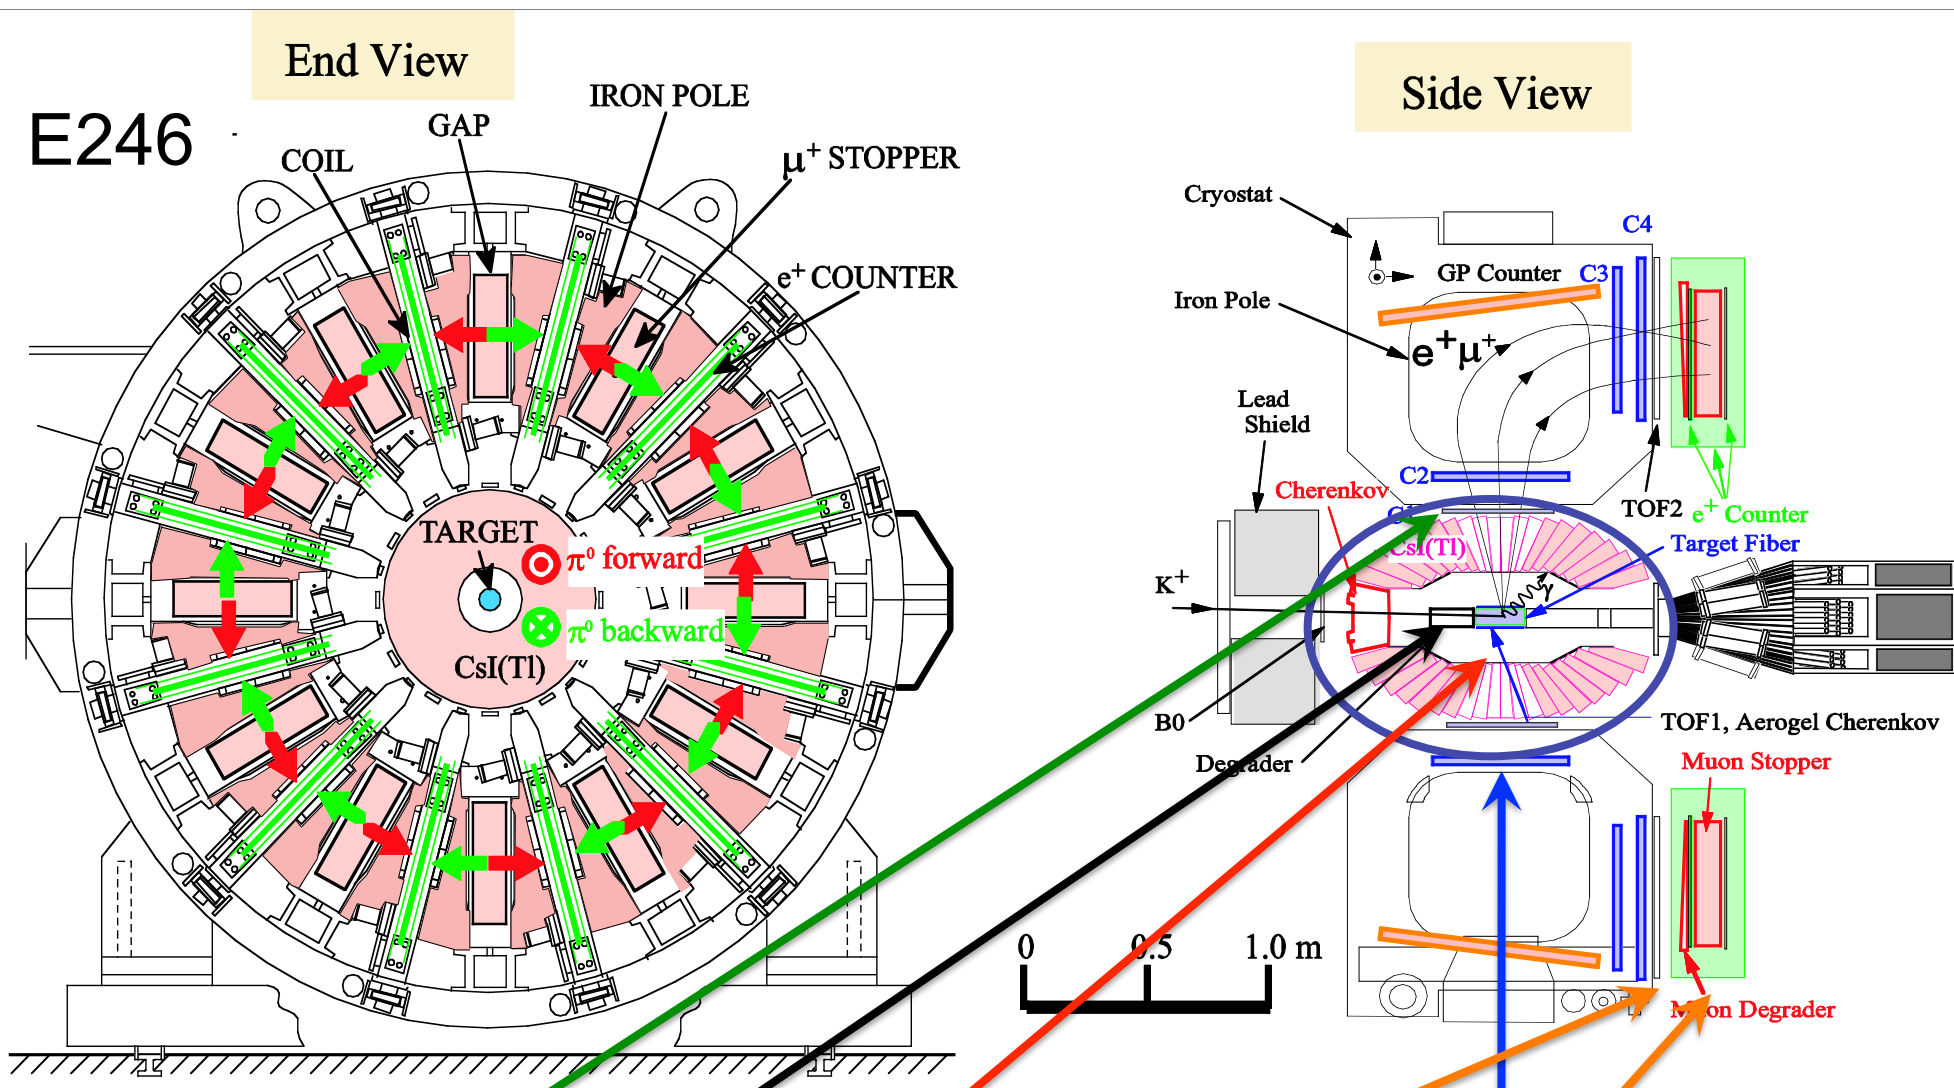 End View
Side View
E246
IRON POLE
GAP
COIL
μ⁺ STOPPER
e⁺ COUNTER
TARGET
π⁰ forward
π⁰ backward
CsI(Tl)
Cryostat
C4
GP Counter
C3
Iron Pole
e⁺μ⁺
Lead
Shield
C2
Cherenkov
TOF2
e⁺ Counter
CsI(Tl)
Target Fiber
K⁺
γ
B0
TOF1, Aerogel Cherenkov
Degrader
Muon Stopper
0
0.5
1.0 m
Muon Degrader